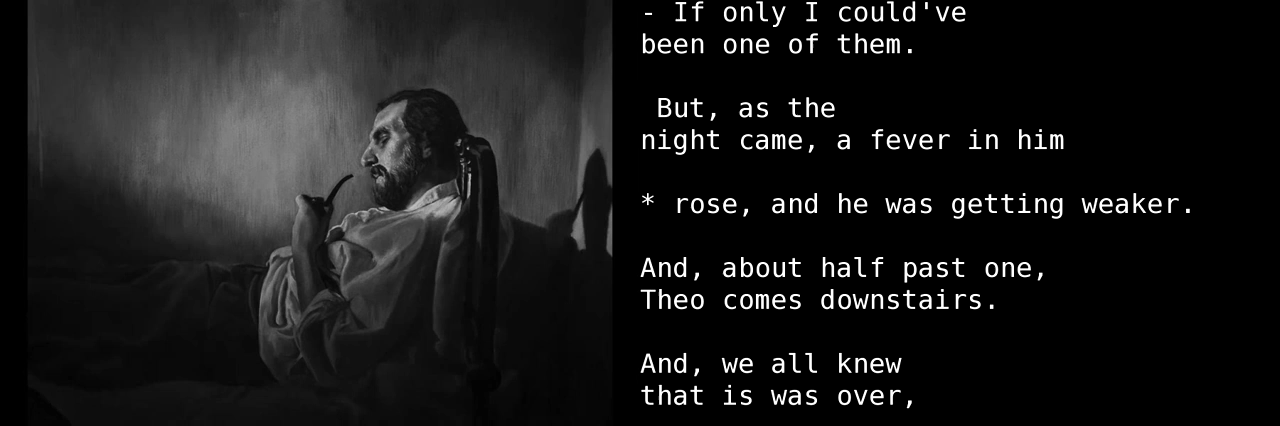 - If only I could've
been one of them.
But, as the
night came, a fever in him
* rose, and he was getting weaker.
And, about half past one,
Theo comes downstairs.
And, we all knew
that is was over,